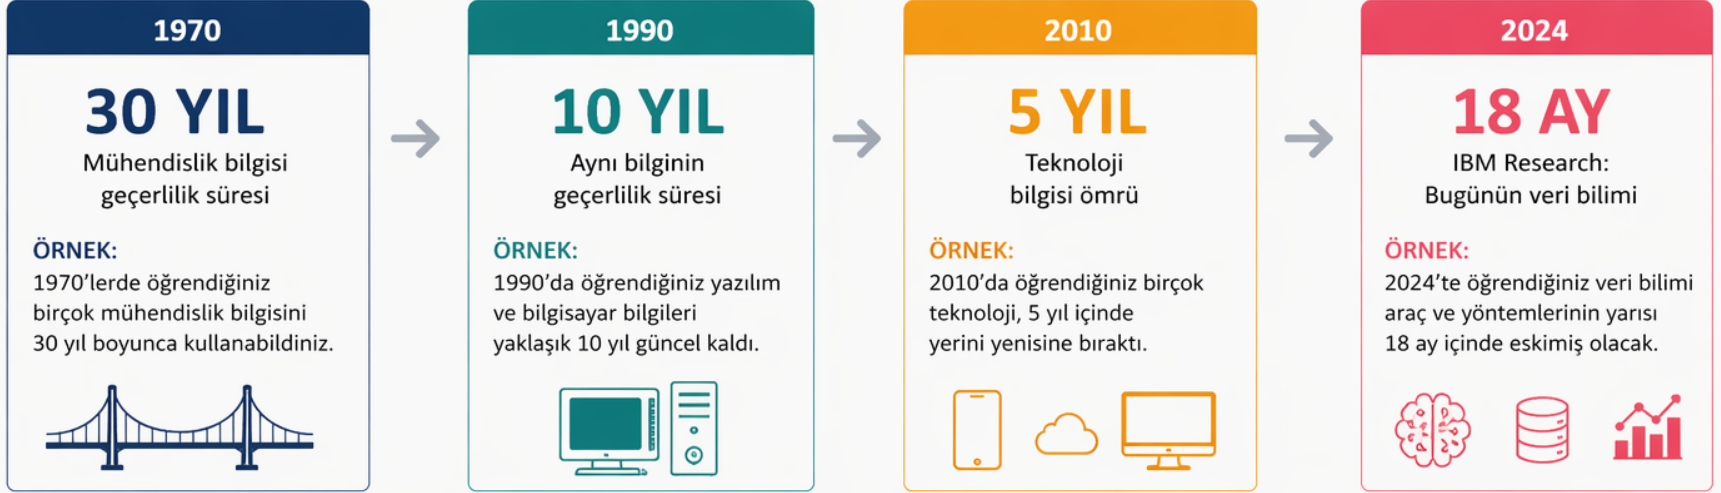 1970
30 YIL
Mühendislik bilgisi
geçerlilik süresi
ÖRNEK:
1970'lerde öğrendiğiniz
birçok mühendislik bilgisini
30 yıl boyunca kullanabildiniz.
1990
10 YIL
Aynı bilginin
geçerlilik süresi
ÖRNEK:
1990'da öğrendiğiniz yazılım
ve bilgisayar bilgileri
yaklaşık 10 yıl güncel kaldı.
2010
5 YIL
Teknoloji
bilgisi ömrü
ÖRNEK:
2010'da öğrendiğiniz birçok
teknoloji, 5 yıl içinde
yerini yenisine bıraktı.
2024
18 AY
IBM Research:
Bugünün veri bilimi
ÖRNEK:
2024'te öğrendiğiniz veri bilimi
araç ve yöntemlerinin yarısı
18 ay içinde eskimiş olacak.